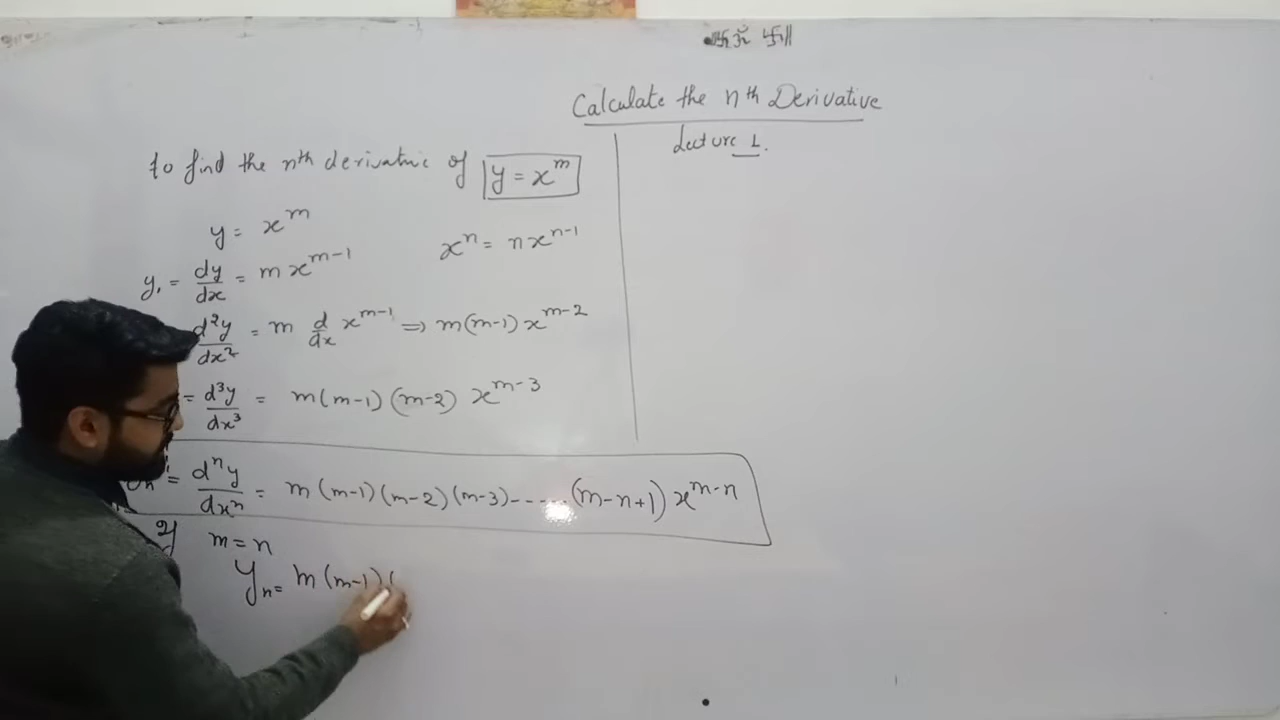 ॐ
Calculate the nth Derivative
Lecture 1.
to find the nth derivative of y = x^m
y = x^m
x^n = nx^{n-1}
y₁ = dy/dx = m x^{m-1}
d²y/dx² = m d/dx x^{m-1} ⇒ m(m-1) x^{m-2}
= d³y/dx³ = m(m-1) (m-2) x^{m-3}
= dⁿy/dxⁿ = m (m-1) (m-2) (m-3) ------ (m-n+1) x^{m-n}
If m = n
yₙ = m (m-1) (